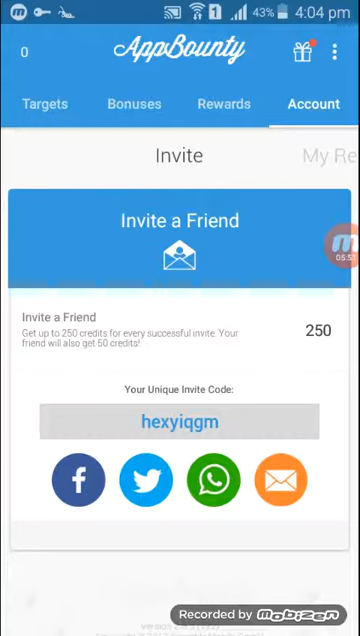 43% 4:04 pm
0 AppBounty
Targets Bonuses Rewards Account
Invite My Re
Invite a Friend
05:53
Invite a Friend
Get up to 250 credits for every successful invite. Your
friend will also get 50 credits!
250
Your Unique Invite Code:
hexyiqgm
Recorded by mobizen